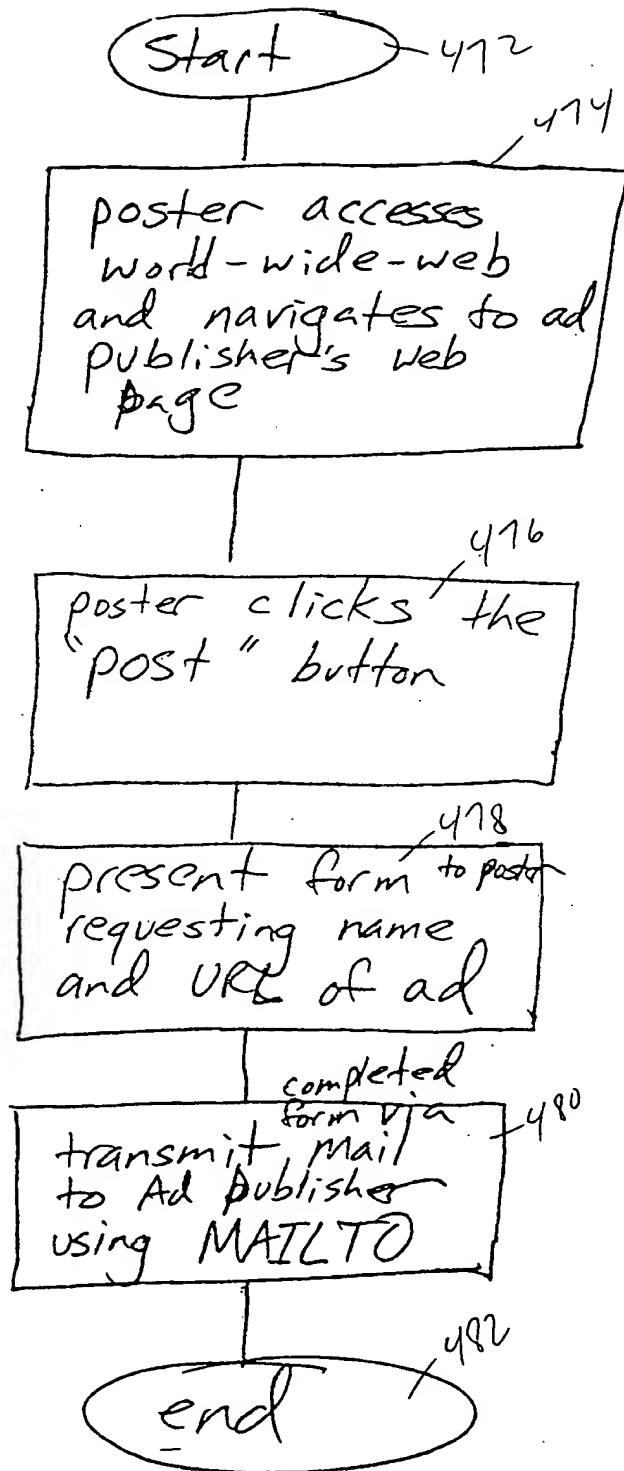 Start
472
474
poster accesses
world-wide-web
and navigates to ad
publisher's web
page
476
poster clicks the
"post" button
478
present form to poster
requesting name
and URL of ad
completed
form via
480
transmit mail
to Ad publisher
using MAILTO
482
end